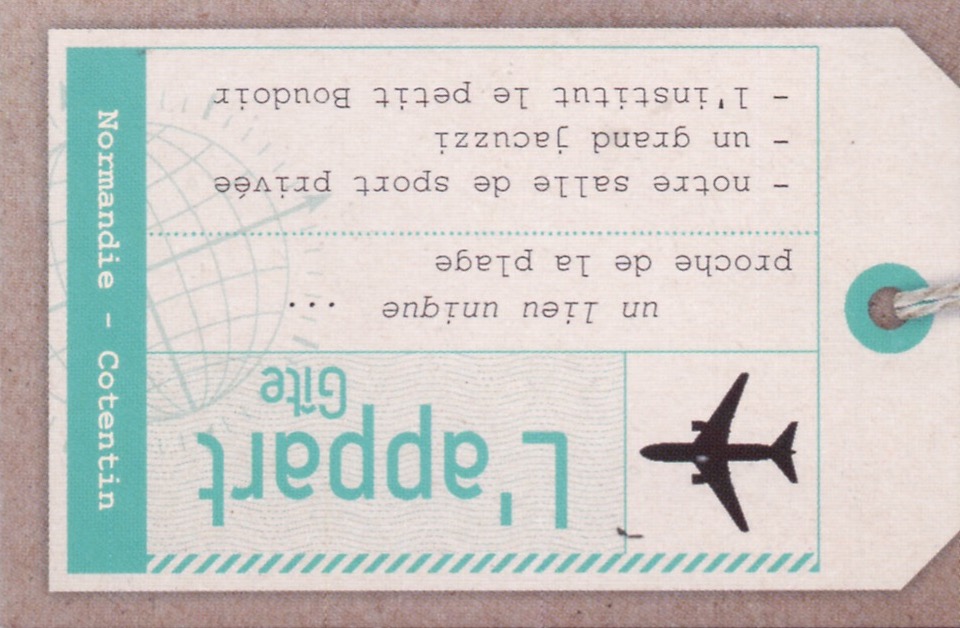 L'appart
Gîte
un lieu unique ...
proche de la plage
- notre salle de sport privée
- un grand jacuzzi
- l'institut le petit Boudoir
Normandie - Cotentin